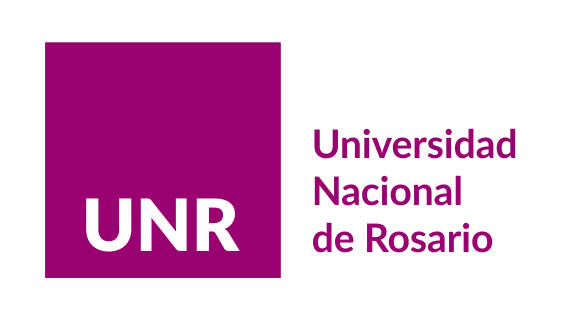 UNR
Universidad
Nacional
de Rosario